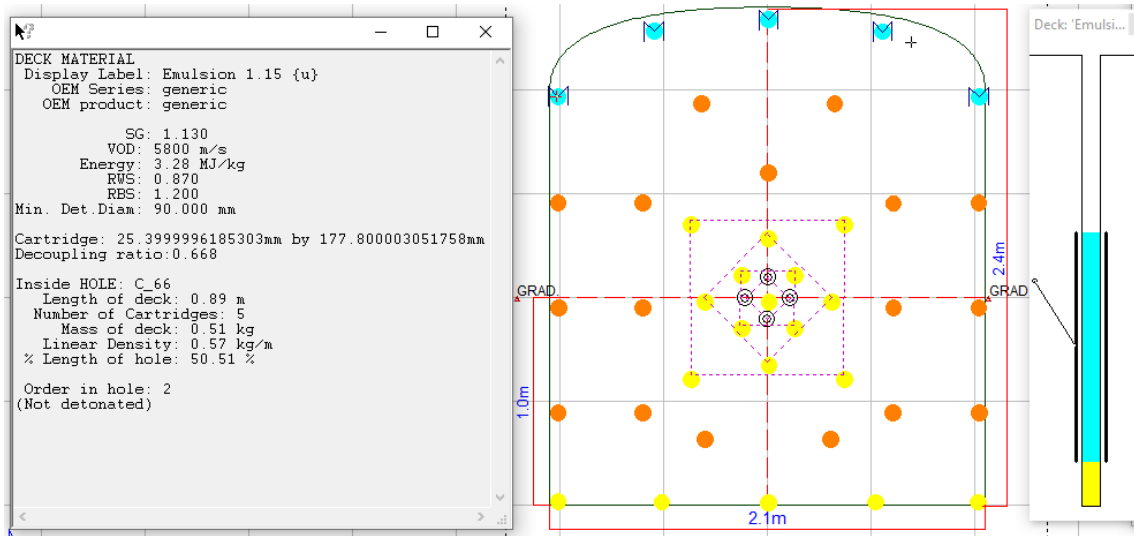 DECK MATERIAL
Display Label: Emulsion 1.15 {u}
OEM Series: generic
OEM product: generic
SG: 1.130
VOD: 5800 m/s
Energy: 3.28 MJ/kg
RWS: 0.870
RBS: 1.200
Min. Det.Diam: 90.000 mm
Cartridge: 25.3999996185303mm by 177.800003051758mm
Decoupling ratio:0.668
Inside HOLE: C_66
Length of deck: 0.89 m
Number of Cartridges: 5
Mass of deck: 0.51 kg
Linear Density: 0.57 kg/m
% Length of hole: 50.51 %
Order in hole: 2
(Not detonated)
GRAD.
GRAD
2.4m
1.0m
2.1m
Deck: 'Emulsi...